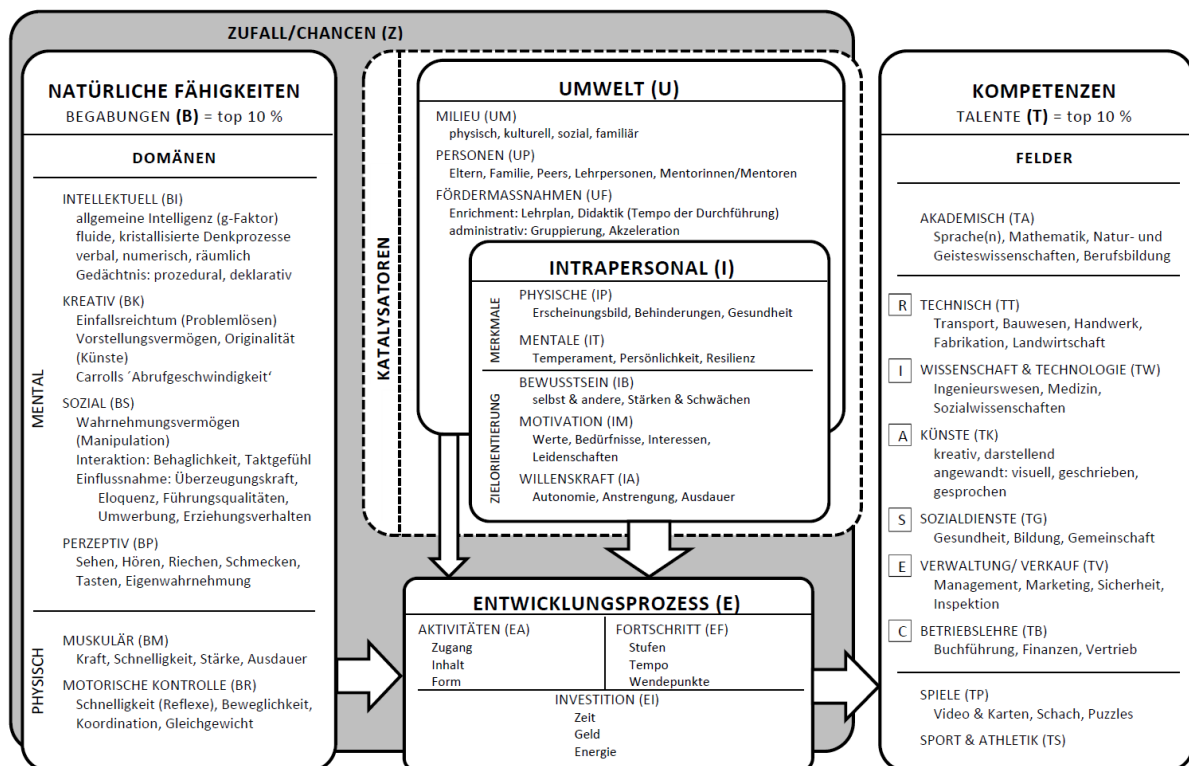 ZUFALL/CHANCEN (Z)
NATÜRLICHE FÄHIGKEITEN
BEGABUNGEN (B) = top 10 %
DOMÄNEN
MENTAL
INTELLEKTUELL (BI)
allgemeine Intelligenz (g-Faktor)
fluide, kristallisierte Denkprozesse
verbal, numerisch, räumlich
Gedächtnis: prozedural, deklarativ
KREATIV (BK)
Einfallsreichtum (Problemlösen)
Vorstellungsvermögen, Originalität
(Künste)
Carrolls ´Abrufgeschwindigkeit‘
SOZIAL (BS)
Wahrnehmungsvermögen
(Manipulation)
Interaktion: Behaglichkeit, Taktgefühl
Einflussnahme: Überzeugungskraft,
Eloquenz, Führungsqualitäten,
Umwerbung, Erziehungsverhalten
PERZEPTIV (BP)
Sehen, Hören, Riechen, Schmecken,
Tasten, Eigenwahrnehmung
PHYSISCH
MUSKULÄR (BM)
Kraft, Schnelligkeit, Stärke, Ausdauer
MOTORISCHE KONTROLLE (BR)
Schnelligkeit (Reflexe), Beweglichkeit,
Koordination, Gleichgewicht
KATALYSATOREN
UMWELT (U)
MILIEU (UM)
physisch, kulturell, sozial, familiär
PERSONEN (UP)
Eltern, Familie, Peers, Lehrpersonen, Mentorinnen/Mentoren
FÖRDERMASSNAHMEN (UF)
Enrichment: Lehrplan, Didaktik (Tempo der Durchführung)
administrativ: Gruppierung, Akzeleration
INTRAPERSONAL (I)
MERKMALE
PHYSISCHE (IP)
Erscheinungsbild, Behinderungen, Gesundheit
MENTALE (IT)
Temperament, Persönlichkeit, Resilienz
ZIELORIENTIERUNG
BEWUSSTSEIN (IB)
selbst & andere, Stärken & Schwächen
MOTIVATION (IM)
Werte, Bedürfnisse, Interessen,
Leidenschaften
WILLENSKRAFT (IA)
Autonomie, Anstrengung, Ausdauer
ENTWICKLUNGSPROZESS (E)
AKTIVITÄTEN (EA)
Zugang
Inhalt
Form
FORTSCHRITT (EF)
Stufen
Tempo
Wendepunkte
INVESTITION (EI)
Zeit
Geld
Energie
KOMPETENZEN
TALENTE (T) = top 10 %
FELDER
AKADEMISCH (TA)
Sprache(n), Mathematik, Natur- und
Geisteswissenschaften, Berufsbildung
R TECHNISCH (TT)
Transport, Bauwesen, Handwerk,
Fabrikation, Landwirtschaft
I WISSENSCHAFT & TECHNOLOGIE (TW)
Ingenieurswesen, Medizin,
Sozialwissenschaften
A KÜNSTE (TK)
kreativ, darstellend
angewandt: visuell, geschrieben,
gesprochen
S SOZIALDIENSTE (TG)
Gesundheit, Bildung, Gemeinschaft
E VERWALTUNG/ VERKAUF (TV)
Management, Marketing, Sicherheit,
Inspektion
C BETRIEBSLEHRE (TB)
Buchführung, Finanzen, Vertrieb
SPIELE (TP)
Video & Karten, Schach, Puzzles
SPORT & ATHLETIK (TS)